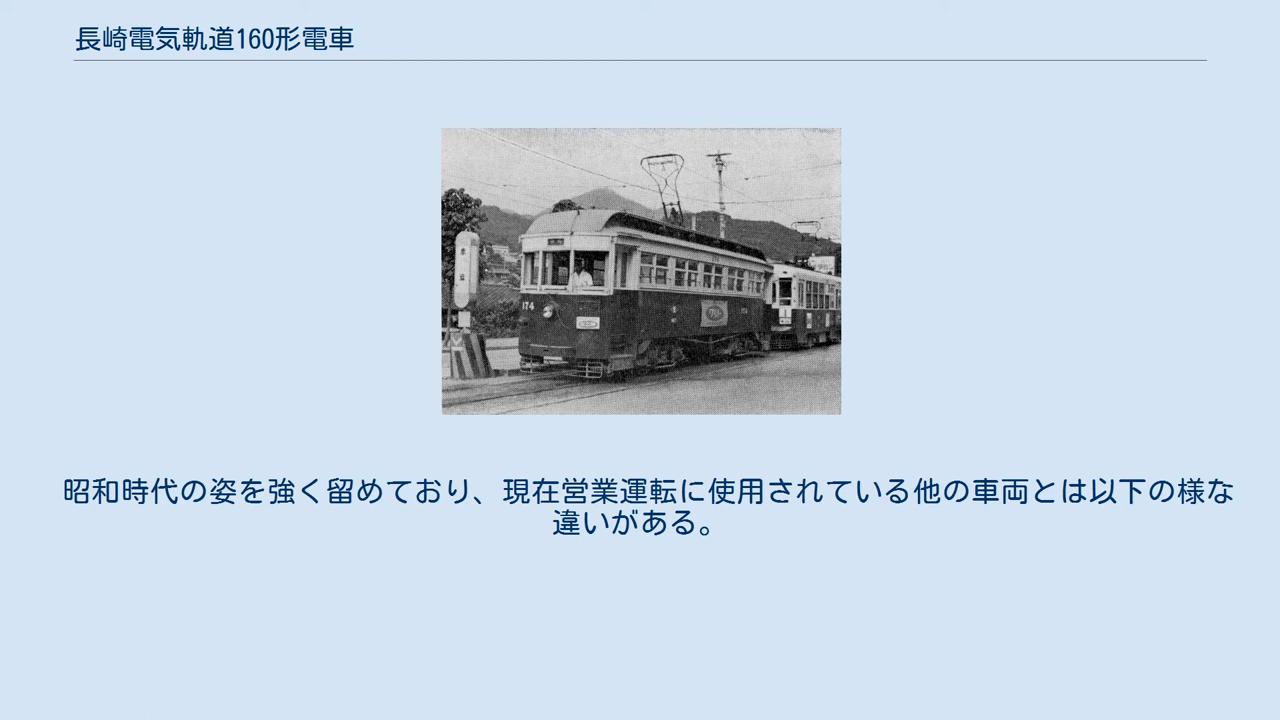 長崎電気軌道160形電車
174
昭和時代の姿を強く留めており、現在営業運転に使用されている他の車両とは以下の様な
違いがある。